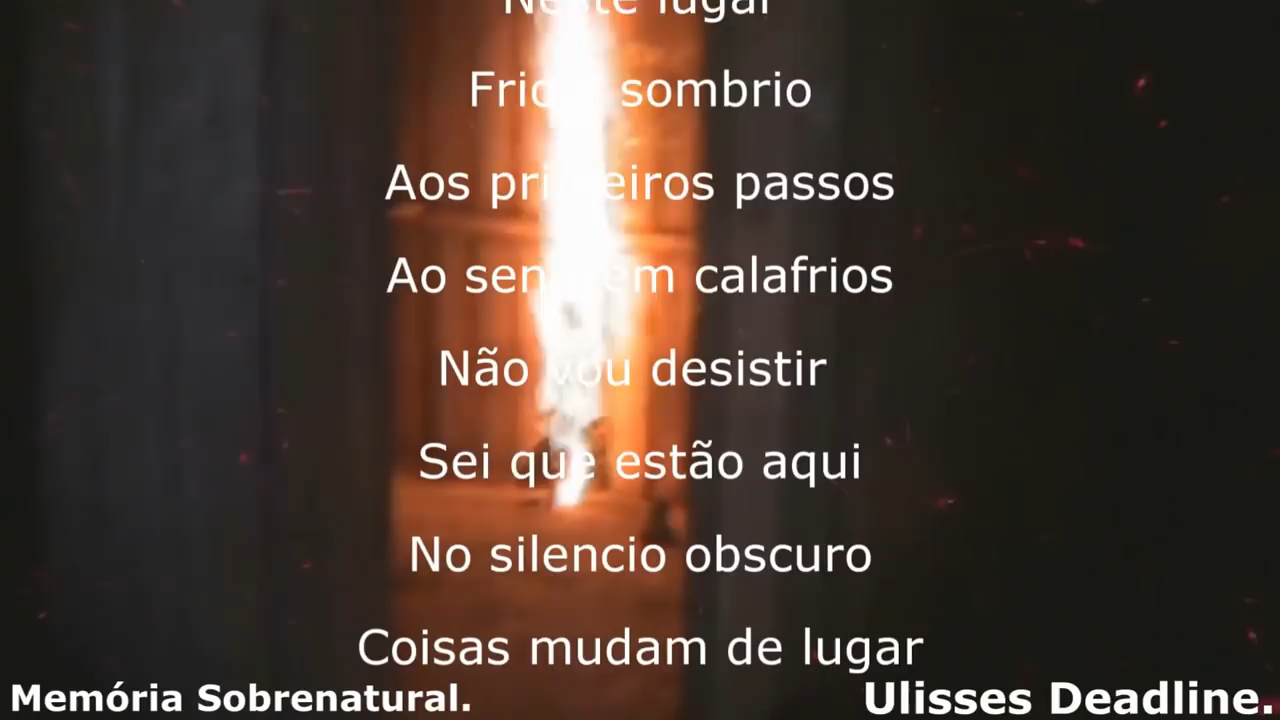 Neste lugar
Frio e sombrio
Aos primeiros passos
Ao sentirem calafrios
Não vou desistir
Sei que estão aqui
No silencio obscuro
Coisas mudam de lugar
Memória Sobrenatural.
Ulisses Deadline.